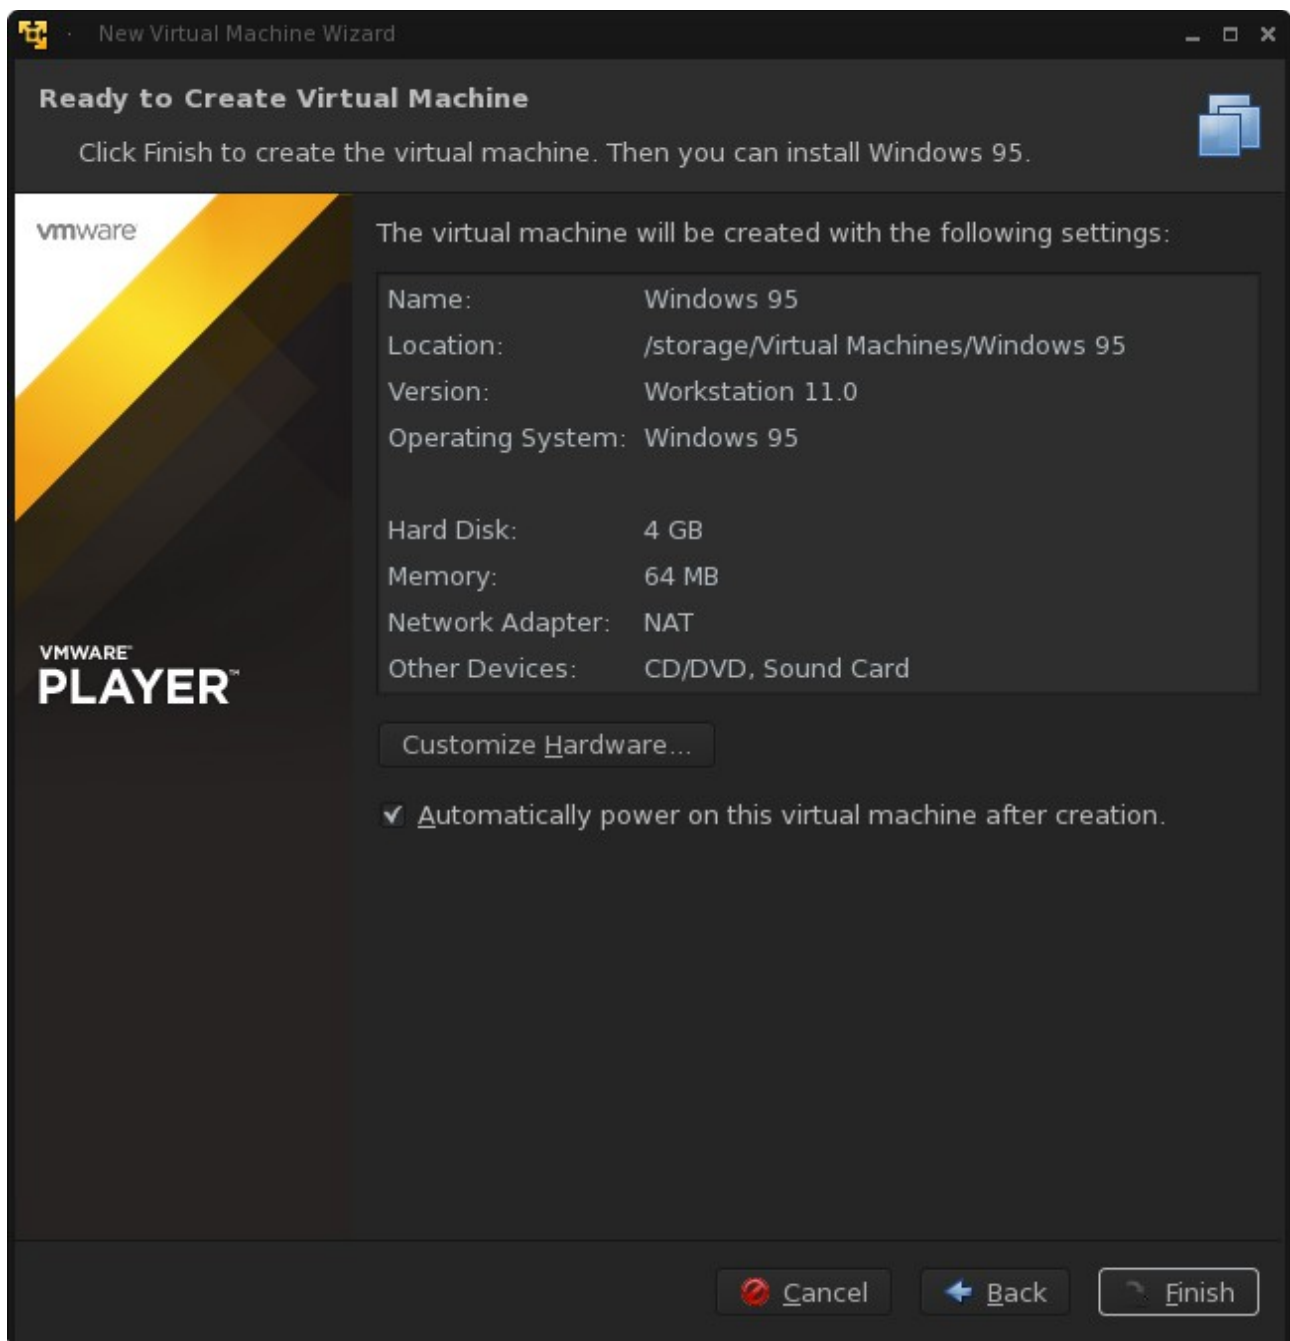 New Virtual Machine Wizard
Ready to Create Virtual Machine
Click Finish to create the virtual machine. Then you can install Windows 95.
vmware
The virtual machine will be created with the following settings:
Name: Windows 95
Location: /storage/Virtual Machines/Windows 95
Version: Workstation 11.0
Operating System: Windows 95
Hard Disk: 4 GB
Memory: 64 MB
Network Adapter: NAT
Other Devices: CD/DVD, Sound Card
VMWARE®
PLAYER™
Customize Hardware...
Automatically power on this virtual machine after creation.
Cancel Back Finish